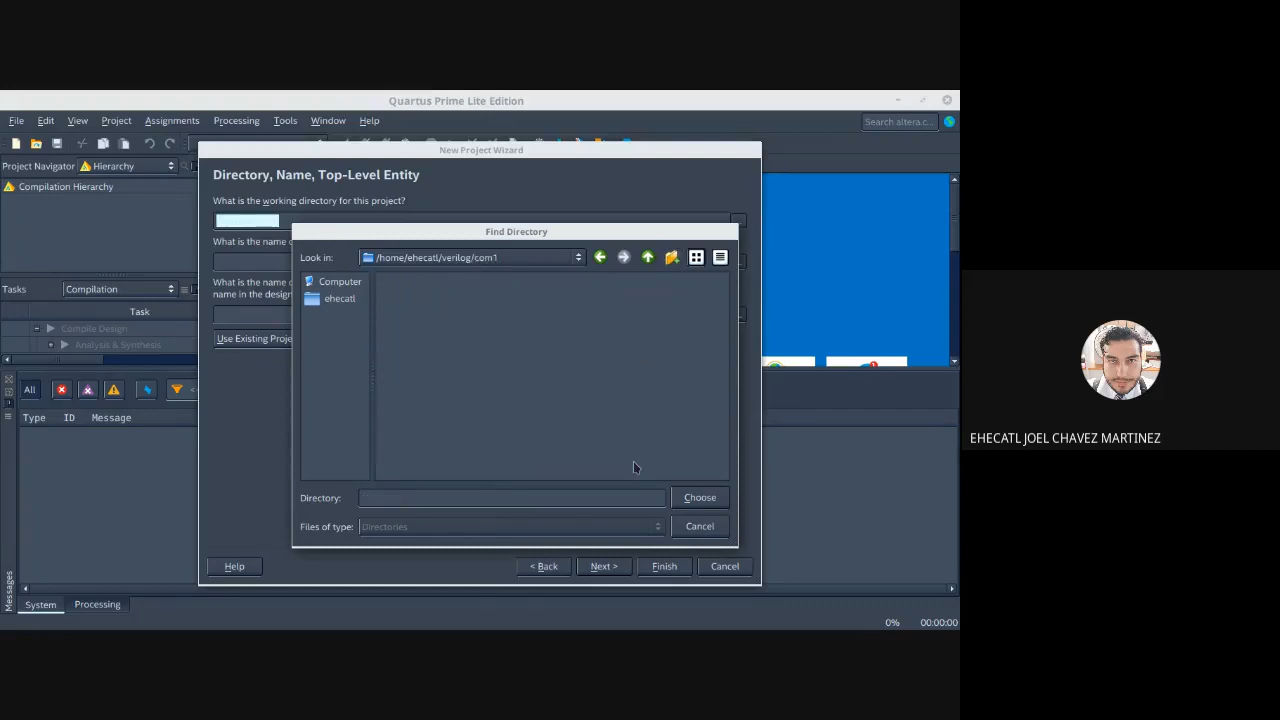 Quartus Prime Lite Edition
File Edit View Project Assignments Processing Tools Window Help
Search altera.c...
Project Navigator Hierarchy
Compilation Hierarchy
Tasks Compilation
Task
Compile Design
Analysis & Synthesis
New Project Wizard
Directory, Name, Top-Level Entity
What is the working directory for this project?
What is the name
What is the name
name in the design
Use Existing Proje
Find Directory
Look in: /home/ehecatl/verilog/com1
Computer
ehecatl
Directory:
Choose
Files of type: Directories
Cancel
Help
< Back
Next >
Finish
Cancel
All
Type ID Message
Messages
System Processing
0% 00:00:00
EHECATL JOEL CHAVEZ MARTINEZ